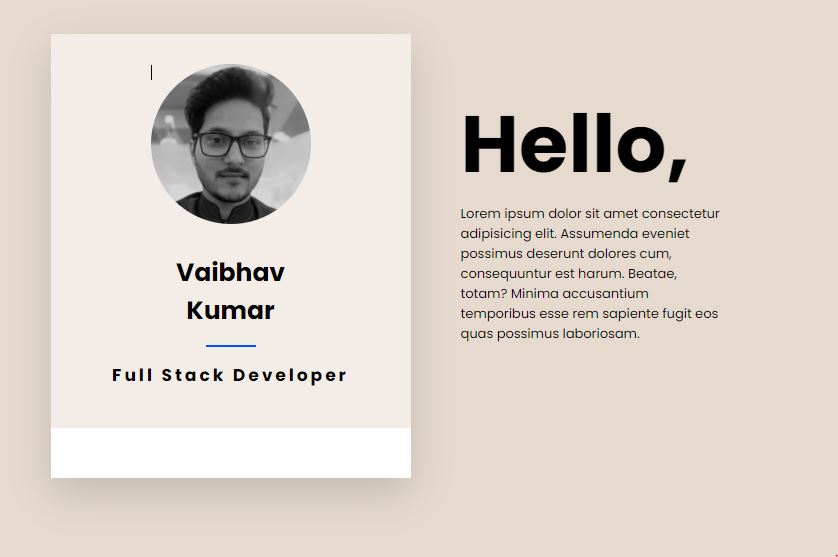 Vaibhav
Kumar
Full Stack Developer
Hello,
Lorem ipsum dolor sit amet consectetur
adipisicing elit. Assumenda eveniet
possimus deserunt dolores cum,
consequuntur est harum. Beatae,
totam? Minima accusantium
temporibus esse rem sapiente fugit eos
quas possimus laboriosam.